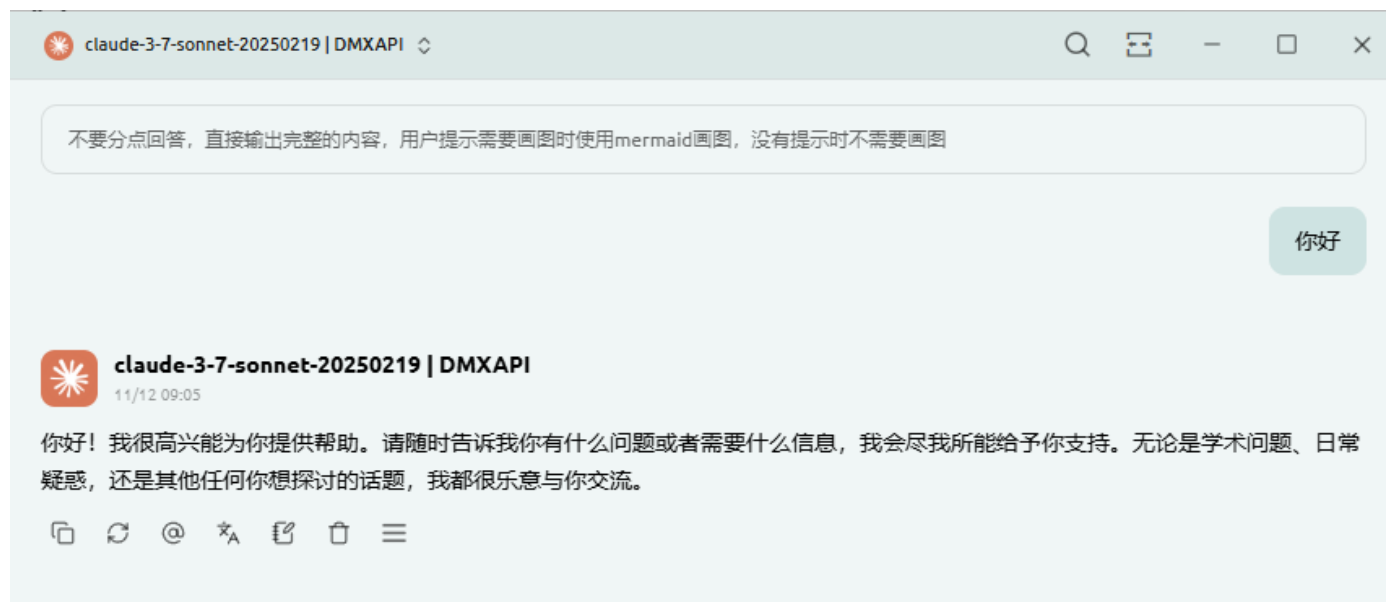 claude-3-7-sonnet-20250219 | DMXAPI
不要分点回答，直接输出完整的内容，用户提示需要画图时使用mermaid画图，没有提示时不需要画图
你好
claude-3-7-sonnet-20250219 | DMXAPI
11/12 09:05
你好！我很高兴能为你提供帮助。请随时告诉我你有什么问题或者需要什么信息，我会尽我所能给予你支持。无论是学术问题、日常
疑惑，还是其他任何你想探讨的话题，我都很乐意与你交流。